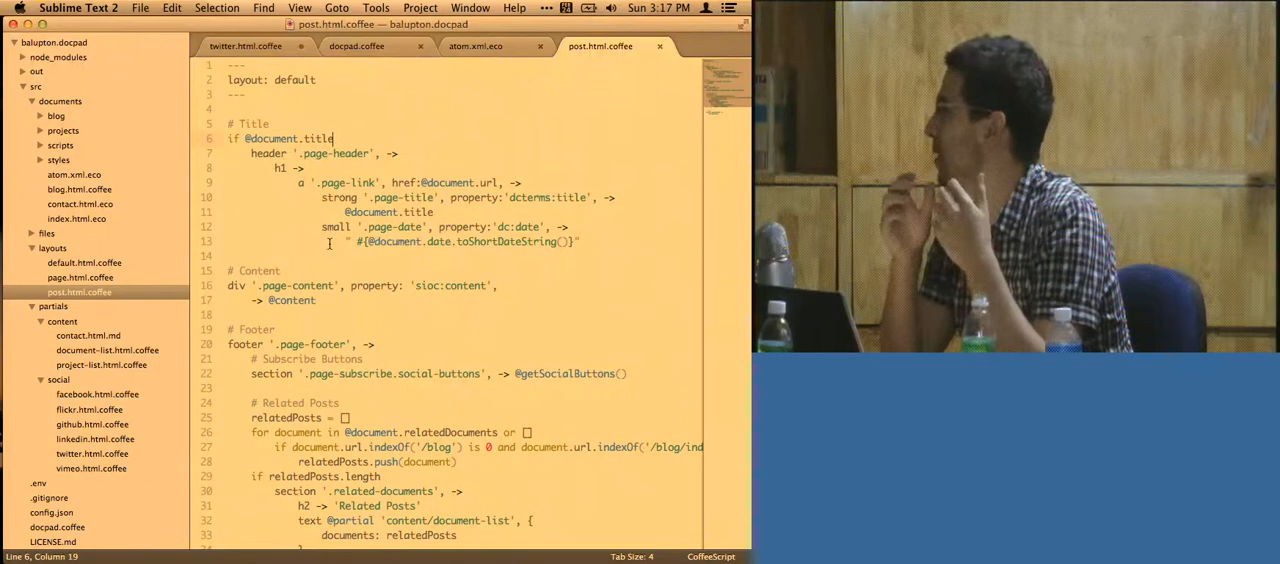 Sublime Text 2 File Edit Selection Find View Goto Tools Project Window Help Sun 3:17 PM
post.html.coffee — balupton.docpad
balupton.docpad
node_modules
out
src
documents
blog
projects
scripts
styles
atom.xml.eco
blog.html.eco
contact.html.eco
index.html.eco
files
layouts
default.html.coffee
page.html.coffee
post.html.coffee
partials
content
contact.html.md
document-list.html.coffee
project-list.html.coffee
social
facebook.html.coffee
flickr.html.coffee
github.html.coffee
linkedin.html.coffee
twitter.html.coffee
vimeo.html.coffee
.env
.gitignore
config.json
docpad.coffee
LICENSE.md
twitter.html.coffee docpad.coffee atom.xml.eco post.html.coffee
1 ---
2 layout: default
3 ---
4
5 # Title
6 if @document.title
7 header '.page-header', ->
8 h1 ->
9 a '.page-link', href:@document.url, ->
10 strong '.page-title', property:'dcterms:title', ->
11 @document.title
12 small '.page-date', property:'dc:date', ->
13 " #{@document.date.toShortDateString()}"
14
15 # Content
16 div '.page-content', property: 'sioc:content',
17 -> @content
18
19 # Footer
20 footer '.page-footer', ->
21 # Subscribe Buttons
22 section '.page-subscribe.social-buttons', -> @getSocialButtons()
23
24 # Related Posts
25 relatedPosts = []
26 for document in @document.relatedDocuments or []
27 if document.url.indexOf('/blog') is 0 and document.url.indexOf('/blog/ind
28 relatedPosts.push(document)
29 if relatedPosts.length
30 section '.related-documents', ->
31 h2 -> 'Related Posts'
32 text @partial 'content/document-list', {
33 documents: relatedPosts
Line 6, Column 19 Tab Size: 4 CoffeeScript